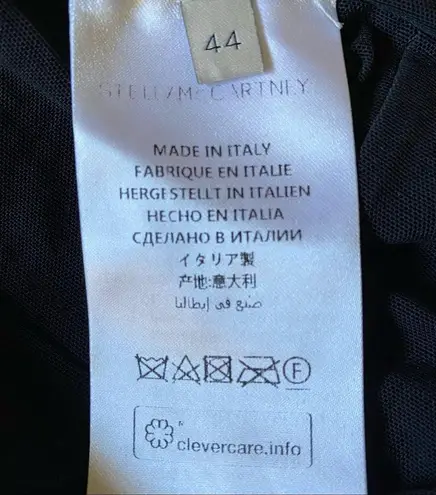 44
STELLA McCARTNEY
MADE IN ITALY
FABRIQUE EN ITALIE
HERGESTELLT IN ITALIEN
HECHO EN ITALIA
СДЕЛАНО В ИТАЛИИ
イタリア製
产地:意大利
صنع في إيطاليا
F
clevercare.info